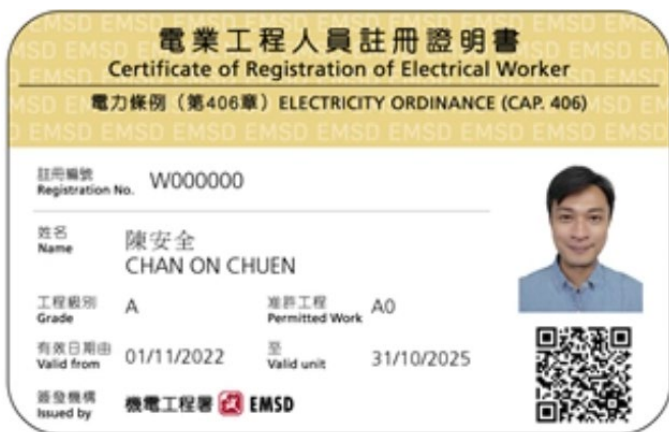 電業工程人員註冊證明書
Certificate of Registration of Electrical Worker
電力條例（第406章）ELECTRICITY ORDINANCE (CAP. 406)
註冊編號
Registration No. W000000
姓名
Name
陳安全
CHAN ON CHUEN
工程級別
Grade A
准許工程
Permitted Work A0
有效日期由
Valid from 01/11/2022
至
Valid unit 31/10/2025
簽發機構
Issued by
機電工程署 EMSD